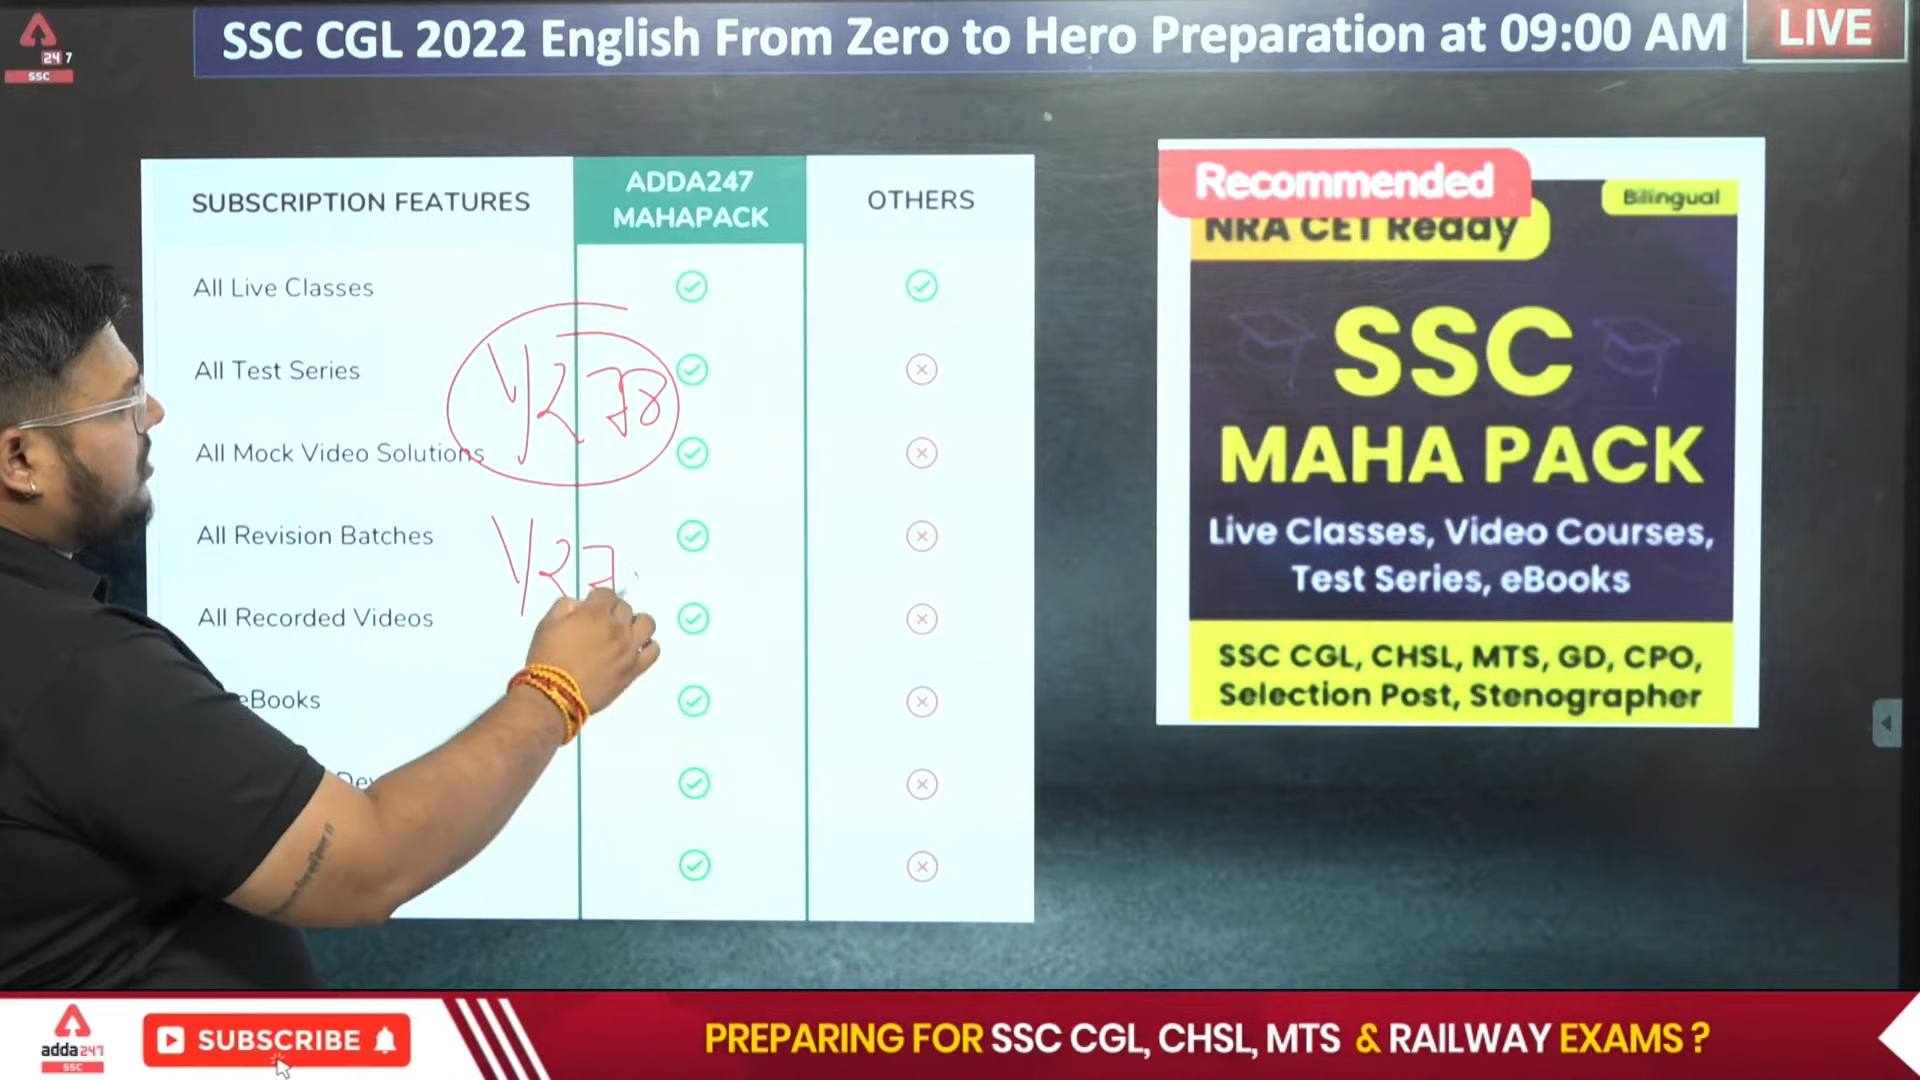 SSC CGL 2022 English From Zero to Hero Preparation at 09:00 AM
LIVE
24 7
SSC
SUBSCRIPTION FEATURES
ADDA247
MAHAPACK
OTHERS
All Live Classes
All Test Series
All Mock Video Solutions
All Revision Batches
All Recorded Videos
eBooks
Y278
Y27
Recommended
Bilingual
NRA CET Ready
SSC
MAHA PACK
Live Classes, Video Courses,
Test Series, eBooks
SSC CGL, CHSL, MTS, GD, CPO,
Selection Post, Stenographer
adda247
SSC
SUBSCRIBE
PREPARING FOR SSC CGL, CHSL, MTS & RAILWAY EXAMS ?